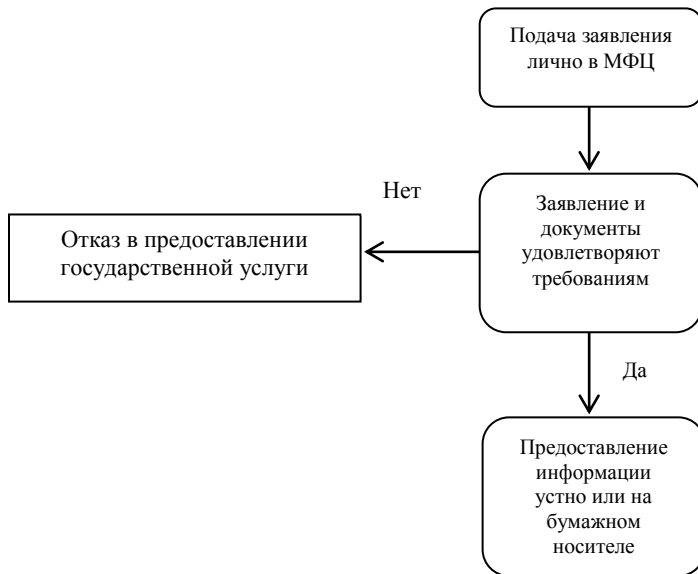 Подача заявления
лично в МФЦ
Нет
Заявление и
документы
удовлетворяют
требованиям
Отказ в предоставлении
государственной услуги
Да
Предоставление
информации
устно или на
бумажном
носителе